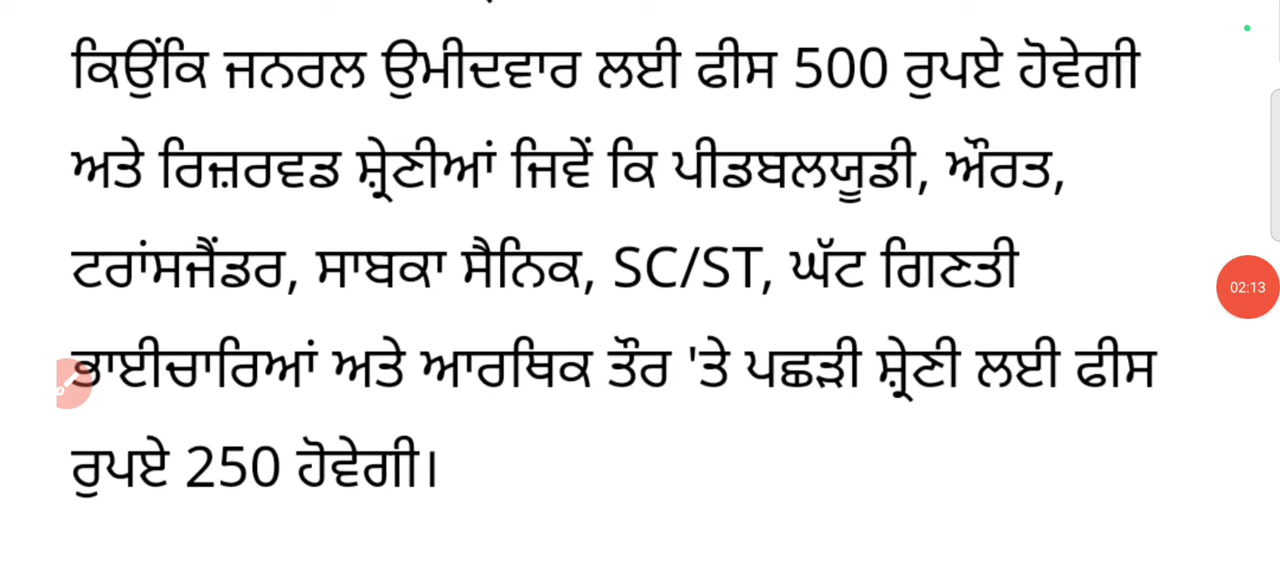 ਕਿਉਂਕਿ ਜਨਰਲ ਉਮੀਦਵਾਰ ਲਈ ਫੀਸ 500 ਰੁਪਏ ਹੋਵੇਗੀ
ਅਤੇ ਰਿਜ਼ਰਵਡ ਸ਼੍ਰੇਣੀਆਂ ਜਿਵੇਂ ਕਿ ਪੀਡਬਲਯੂਡੀ, ਔਰਤ,
ਟਰਾਂਸਜੈਂਡਰ, ਸਾਬਕਾ ਸੈਨਿਕ, SC/ST, ਘੱਟ ਗਿਣਤੀ
02:13
ਭਾਈਚਾਰਿਆਂ ਅਤੇ ਆਰਥਿਕ ਤੌਰ 'ਤੇ ਪਛੜੀ ਸ਼੍ਰੇਣੀ ਲਈ ਫੀਸ
ਰੁਪਏ 250 ਹੋਵੇਗੀ।